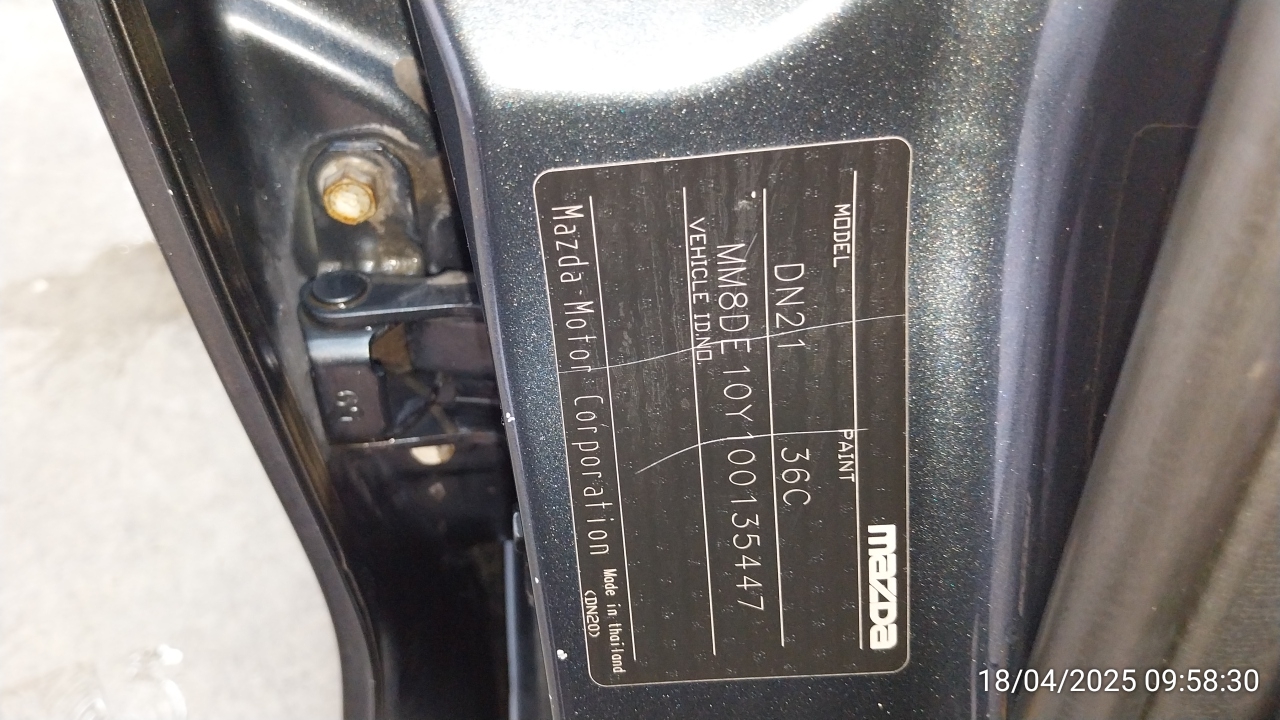 mazda
MODEL PAINT
DN21 36C
MM8DE10Y100135447
VEHICLE ID.NO.
Mazda Motor Corporation Made in thailand
<DN20>
67
18/04/2025 09:58:30